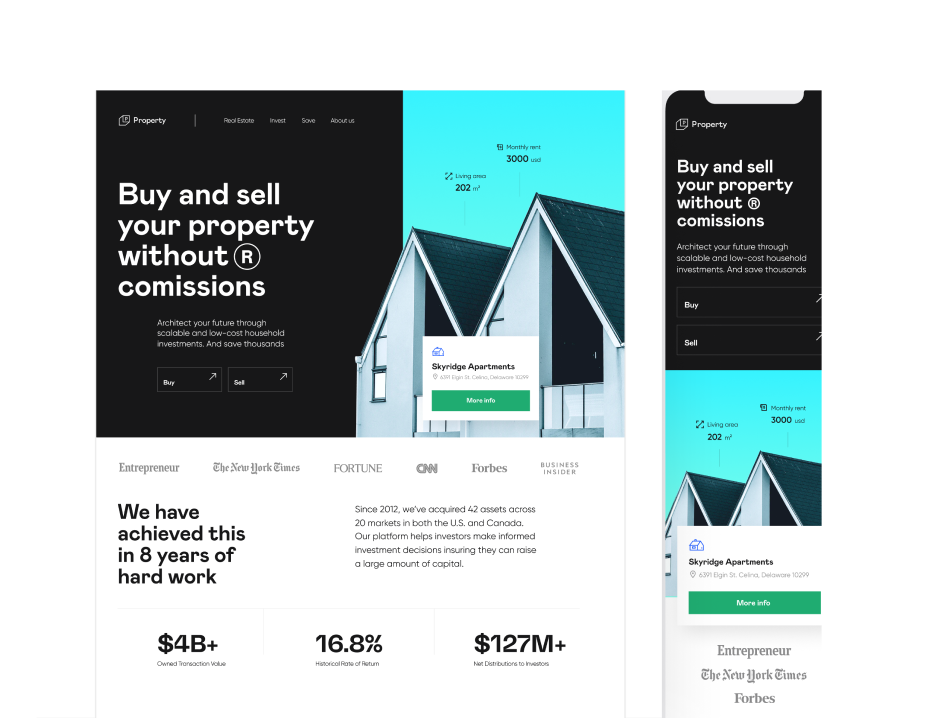 Property
Real Estate Invest Save About us
Monthly rent
3000 usd
Living area
202 m²
Buy and sell
your property
without ®
comissions
Architect your future through
scalable and low-cost household
investments. And save thousands
Buy
Sell
Skyridge Apartments
6391 Elgin St. Celina, Delaware 10299
More info
Entrepreneur
The New York Times
FORTUNE
CNN
Forbes
BUSINESS
INSIDER
We have
achieved this
in 8 years of
hard work
Since 2012, we've acquired 42 assets across
20 markets in both the U.S. and Canada.
Our platform helps investors make informed
investment decisions insuring they can raise
a large amount of capital.
$4B+
Owned Transaction Value
16.8%
Historical Rate of Return
$127M+
Net Distributions to Investors
Property
Buy and sell
your property
without ®
comissions
Architect your future through
scalable and low-cost household
investments. And save thousands
Buy
Sell
Monthly rent
3000 usd
Living area
202 m²
Skyridge Apartments
6391 Elgin St. Celina, Delaware 10299
More info
Entrepreneur
The New York Times
Forbes